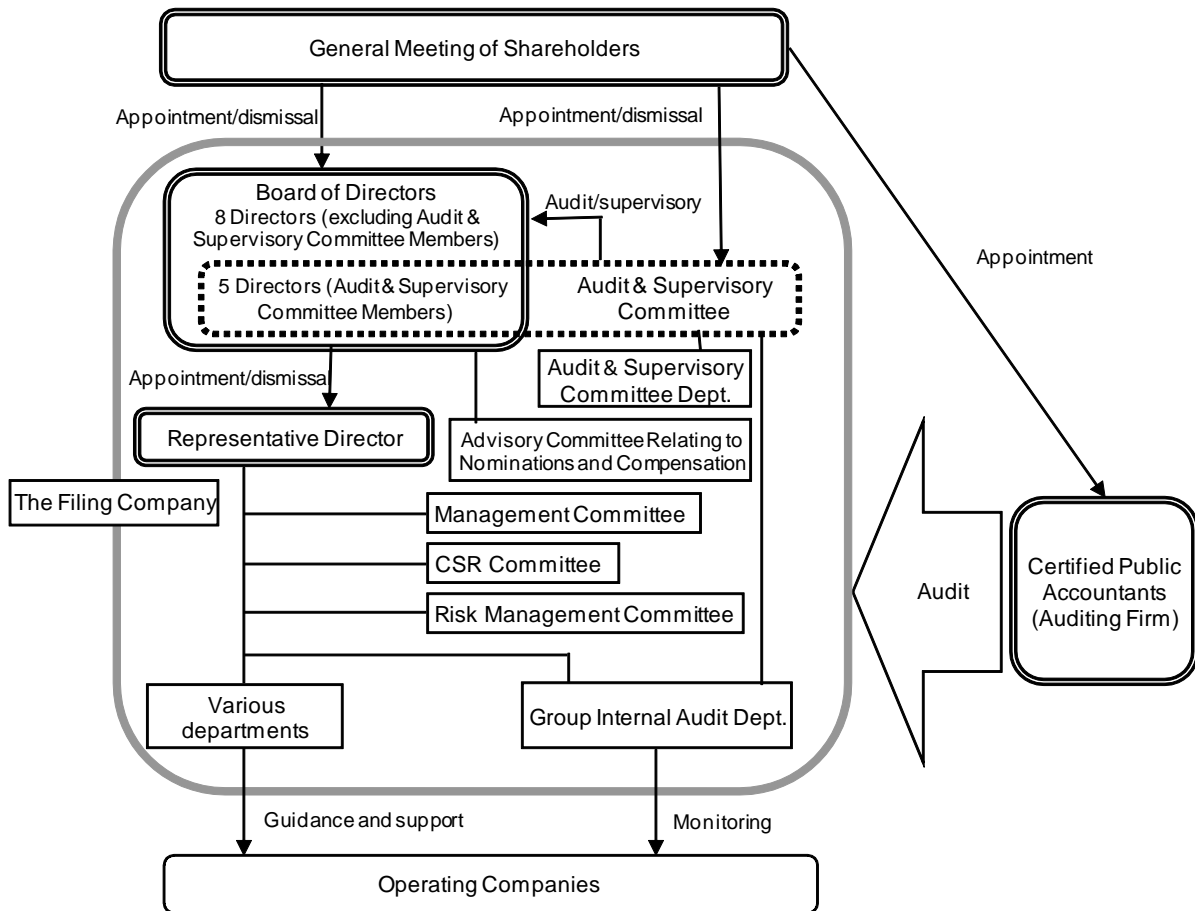 General Meeting of Shareholders
Appointment/dismissal
Appointment/dismissal
Board of Directors
8 Directors (excluding Audit &
Supervisory Committee Members)
Audit/supervisory
Appointment
5 Directors (Audit & Supervisory
Committee Members)
Audit & Supervisory
Committee
Appointment/dismissal
Audit & Supervisory
Committee Dept.
Representative Director
Advisory Committee Relating to
Nominations and Compensation
The Filing Company
Management Committee
CSR Committee
Risk Management Committee
Audit
Certified Public
Accountants
(Auditing Firm)
Various
departments
Group Internal Audit Dept.
Guidance and support
Monitoring
Operating Companies